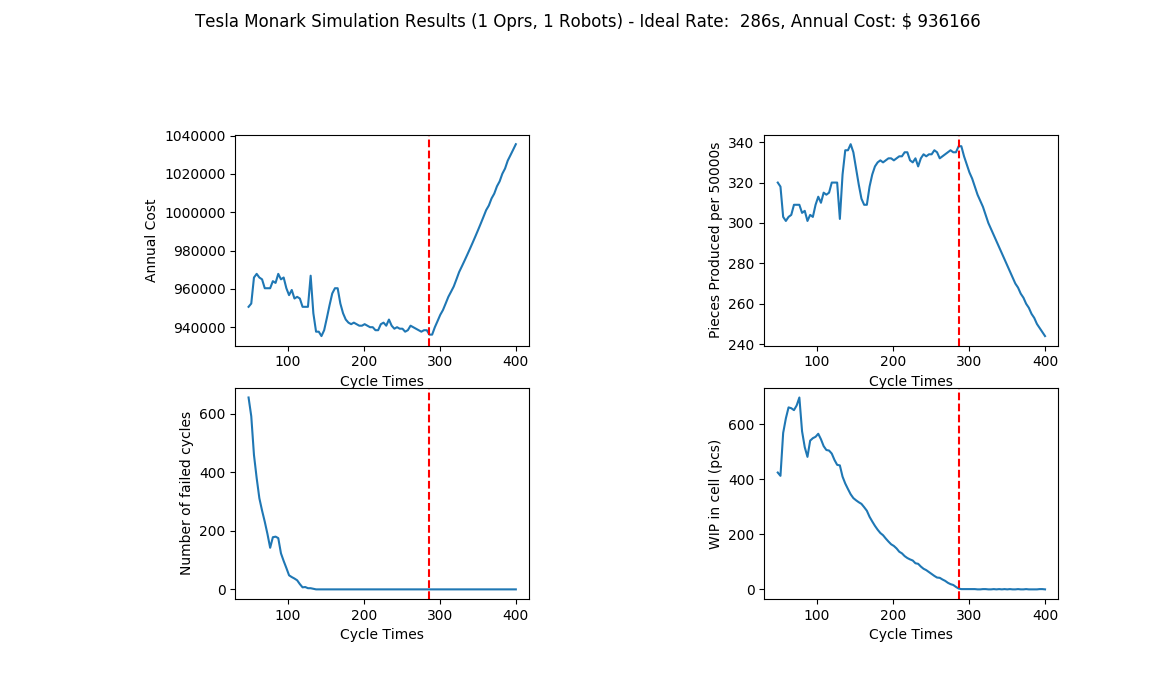 Tesla Monark Simulation Results (1 Oprs, 1 Robots) - Ideal Rate:  286s, Annual Cost: $ 936166
1040000
1020000
1000000
980000
960000
940000
Annual Cost
100 200 300 400
Cycle Times
340
320
300
280
260
240
Pieces Produced per 50000s
100 200 300 400
Cycle Times
600
400
200
0
Number of failed cycles
100 200 300 400
Cycle Times
600
400
200
0
WIP in cell (pcs)
100 200 300 400
Cycle Times